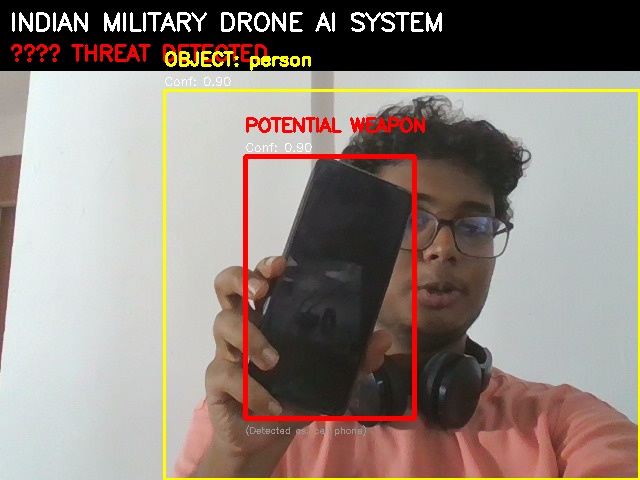 INDIAN MILITARY DRONE AI SYSTEM
???? THREAT DETECTED
OBJECT: person
Conf: 0.90
POTENTIAL WEAPON
Conf: 0.90
(Detected as: cell phone)